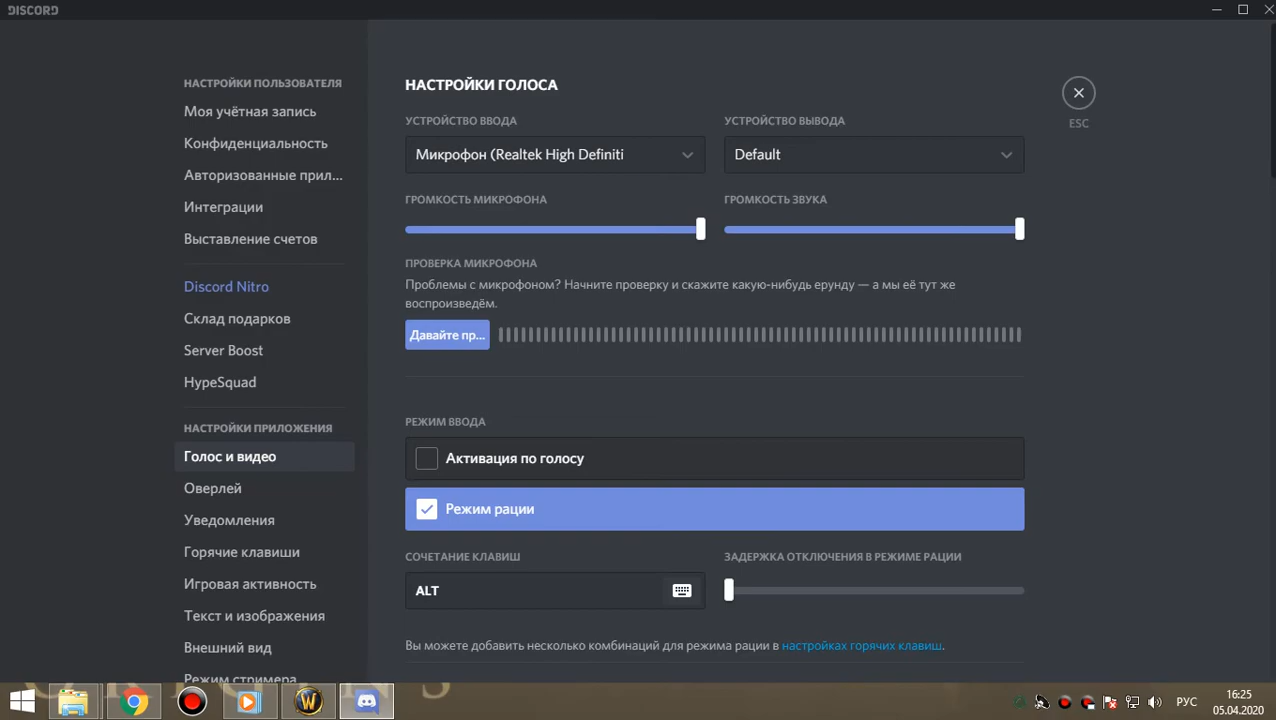 DISCORD
НАСТРОЙКИ ПОЛЬЗОВАТЕЛЯ
Моя учётная запись
Конфиденциальность
Авторизованные прил...
Интеграции
Выставление счетов
Discord Nitro
Склад подарков
Server Boost
HypeSquad
НАСТРОЙКИ ПРИЛОЖЕНИЯ
Голос и видео
Оверлей
Уведомления
Горячие клавиши
Игровая активность
Текст и изображения
Внешний вид
Режим стримера
НАСТРОЙКИ ГОЛОСА
ESC
УСТРОЙСТВО ВВОДА
УСТРОЙСТВО ВЫВОДА
Микрофон (Realtek High Definiti
Default
ГРОМКОСТЬ МИКРОФОНА
ГРОМКОСТЬ ЗВУКА
ПРОВЕРКА МИКРОФОНА
Проблемы с микрофоном? Начните проверку и скажите какую-нибудь ерунду — а мы её тут же
воспроизведём.
Давайте пр...
РЕЖИМ ВВОДА
Активация по голосу
Режим рации
СОЧЕТАНИЕ КЛАВИШ
ЗАДЕРЖКА ОТКЛЮЧЕНИЯ В РЕЖИМЕ РАЦИИ
ALT
Вы можете добавить несколько комбинаций для режима рации в настройках горячих клавиш.
РУС
16:25
05.04.2020